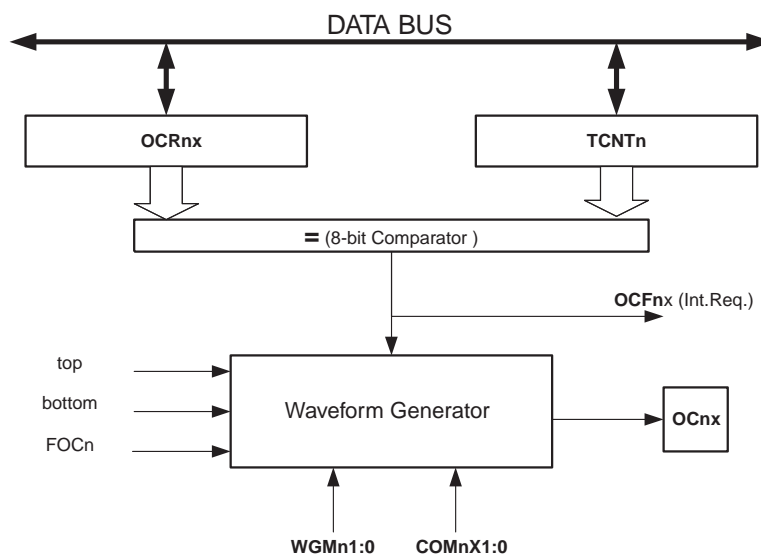 DATA BUS
OCRnx
TCNTn
= (8-bit Comparator )
OCFnx (Int.Req.)
top
bottom
FOCn
Waveform Generator
OCnx
WGMn1:0
COMnX1:0